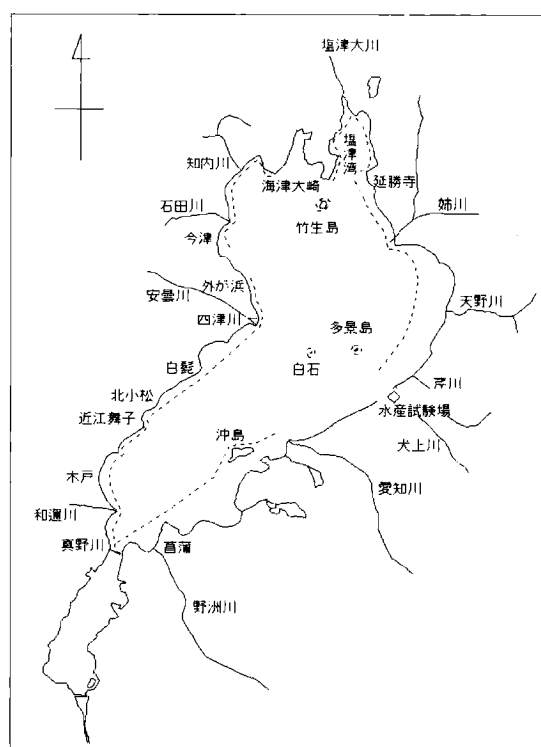 塩津大川
塩津湾
知内川
海津大崎
延勝寺
石田川
竹生島
姉川
今津
外が浜
安曇川
天野川
四津川
多景島
白髭
白石
芹川
北小松
水産試験場
近江舞子
沖島
犬上川
木戸
愛知川
和邇川
真野川
菖蒲
野洲川